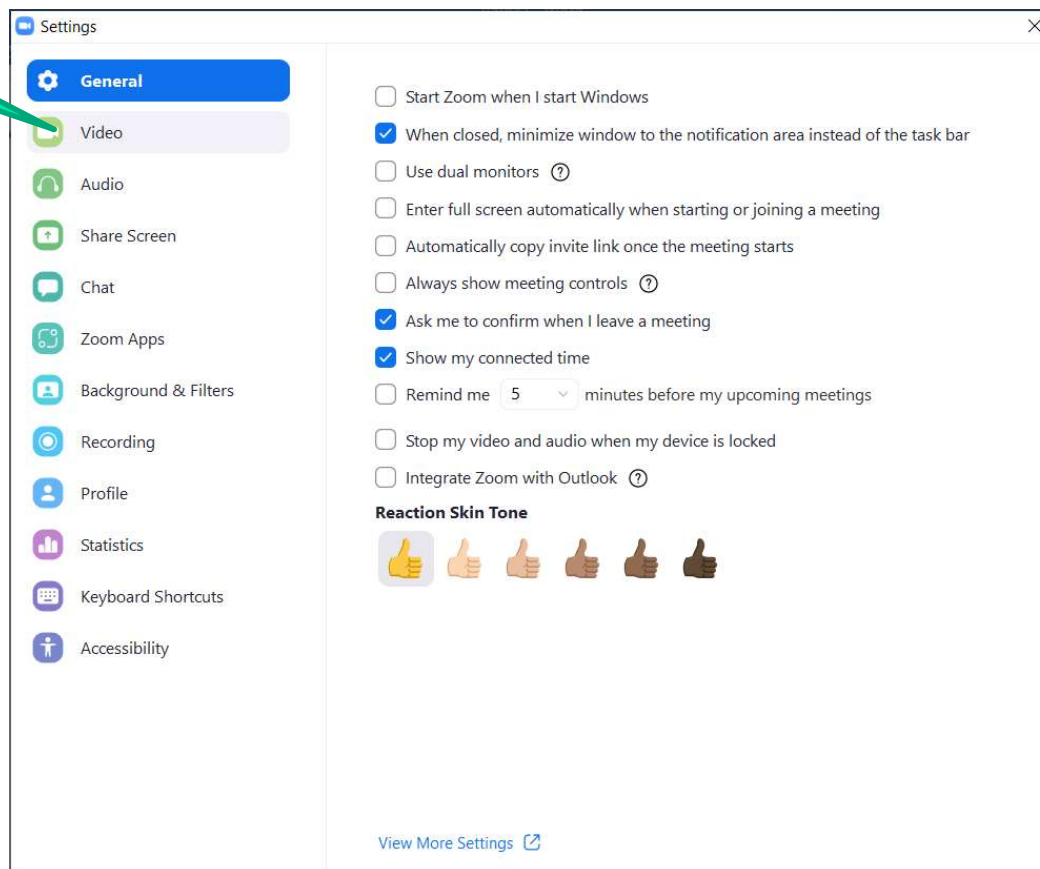 Settings
General
Video
Audio
Share Screen
Chat
Zoom Apps
Background & Filters
Recording
Profile
Statistics
Keyboard Shortcuts
Accessibility
Start Zoom when I start Windows
When closed, minimize window to the notification area instead of the task bar
Use dual monitors ?
Enter full screen automatically when starting or joining a meeting
Automatically copy invite link once the meeting starts
Always show meeting controls ?
Ask me to confirm when I leave a meeting
Show my connected time
Remind me 5 minutes before my upcoming meetings
Stop my video and audio when my device is locked
Integrate Zoom with Outlook ?
Reaction Skin Tone
View More Settings